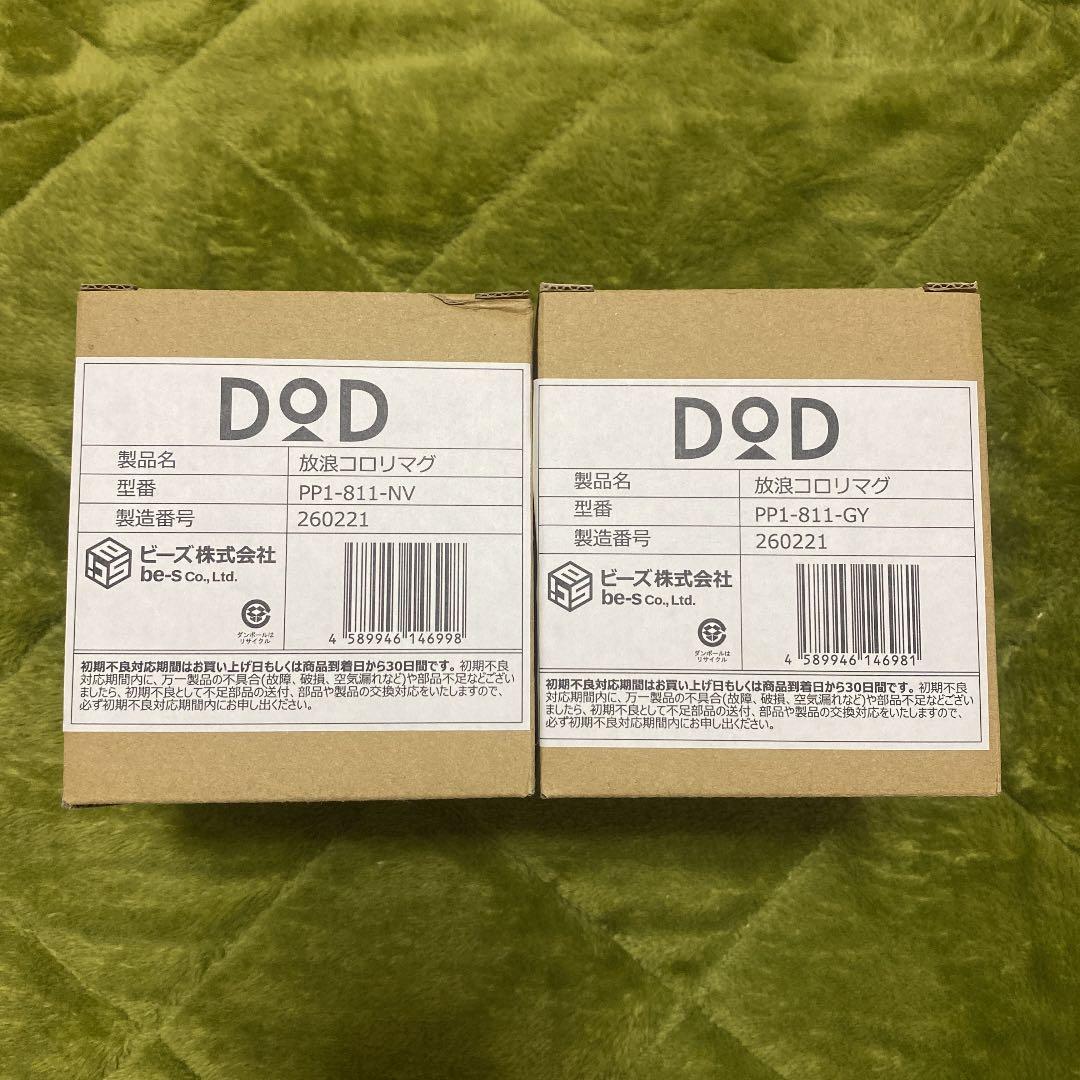 DOD
製品名 放浪コロリマグ
型番 PP1-811-NV
製造番号 260221
ビーズ株式会社
be-s Co., Ltd.
ダンボールは
リサイクル
4 589946 146998
初期不良対応期間はお買い上げ日もしくは商品到着日から30日間です。初期不良
対応期間内に、万一製品の不具合(故障、破損、空気漏れなど)や部品不足などござい
ましたら、初期不良として不足部品の送付、部品や製品の交換対応をいたしますので、
必ず初期不良対応期間内にお申し出ください。
DOD
製品名 放浪コロリマグ
型番 PP1-811-GY
製造番号 260221
ビーズ株式会社
be-s Co., Ltd.
ダンボールは
リサイクル
4 589946 146981
初期不良対応期間はお買い上げ日もしくは商品到着日から30日間です。初期不良
対応期間内に、万一製品の不具合(故障、破損、空気漏れなど)や部品不足などござい
ましたら、初期不良として不足部品の送付、部品や製品の交換対応をいたしますので、
必ず初期不良対応期間内にお申し出ください。